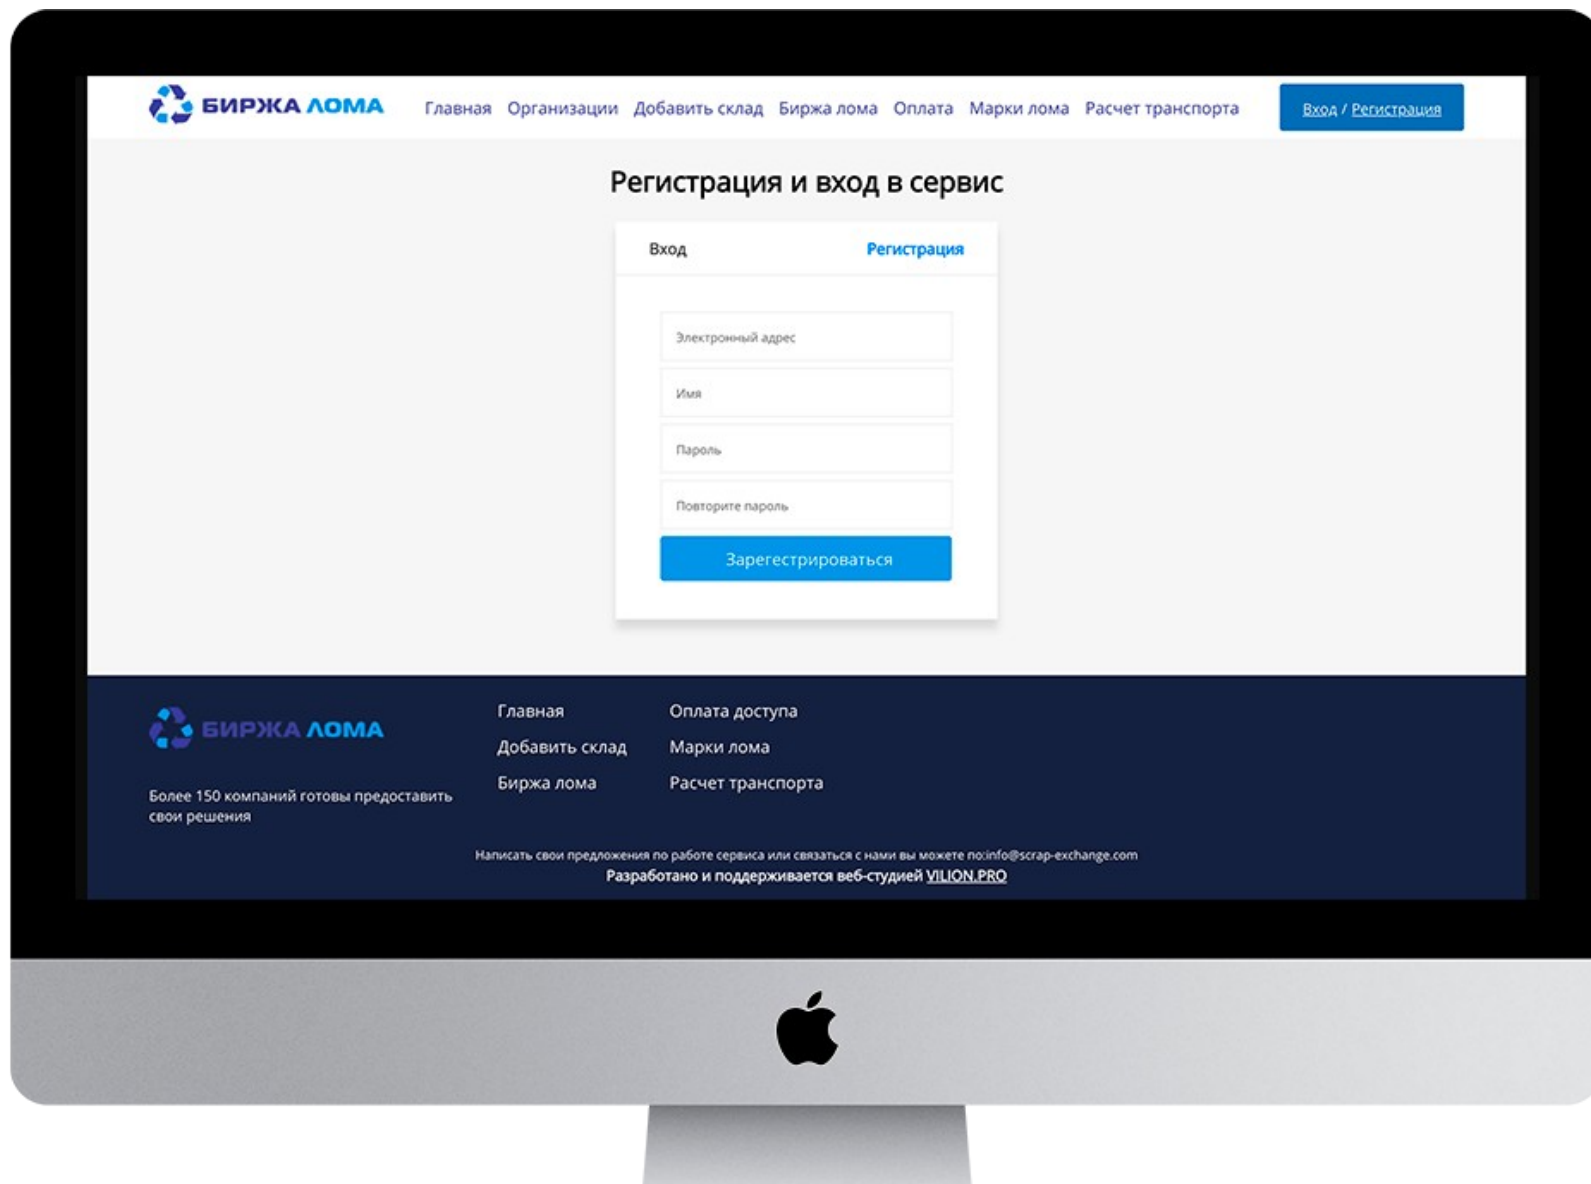 БИРЖА ЛОМА
Главная Организации Добавить склад Биржа лома Оплата Марки лома Расчет транспорта
Вход / Регистрация
Регистрация и вход в сервис
Вход Регистрация
Электронный адрес
Имя
Пароль
Повторите пароль
Зарегестрироваться
БИРЖА ЛОМА
Более 150 компаний готовы предоставить
свои решения
Главная
Добавить склад
Биржа лома
Оплата доступа
Марки лома
Расчет транспорта
Написать свои предложения по работе сервиса или связаться с нами вы можете по:info@scrap-exchange.com
Разработано и поддерживается веб-студией VILION.PRO